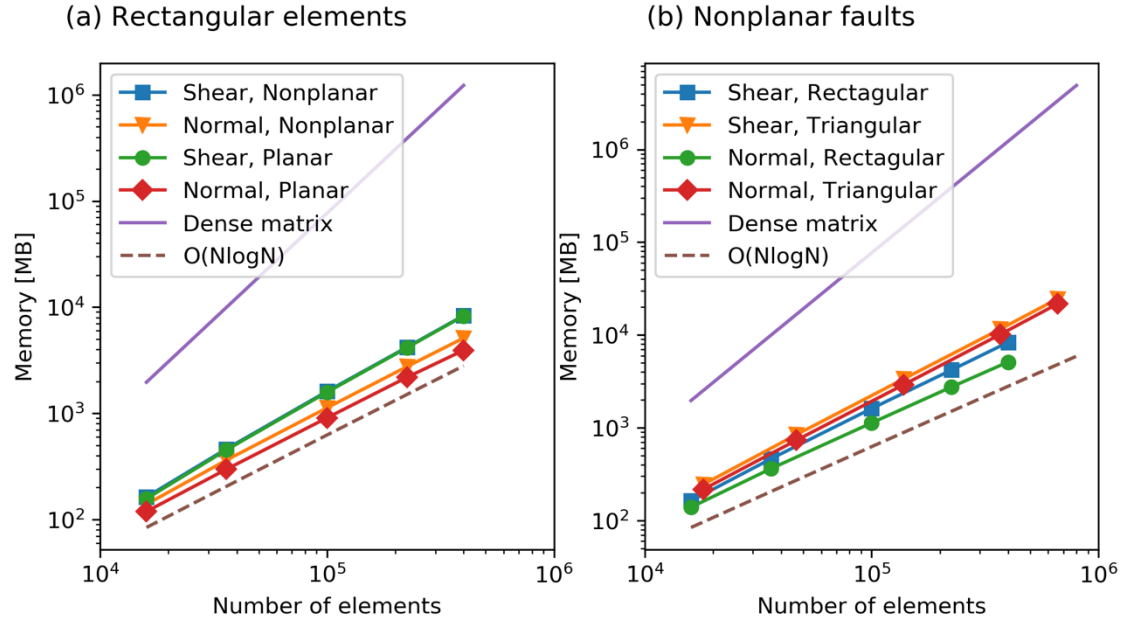 (a) Rectangular elements
Memory [MB]
10^6
10^5
10^4
10^3
10^2
Shear, Nonplanar
Normal, Nonplanar
Shear, Planar
Normal, Planar
Dense matrix
O(NlogN)
10^4
10^5
10^6
Number of elements
(b) Nonplanar faults
Memory [MB]
10^6
10^5
10^4
10^3
10^2
Shear, Rectagular
Shear, Triangular
Normal, Rectagular
Normal, Triangular
Dense matrix
O(NlogN)
10^4
10^5
10^6
Number of elements